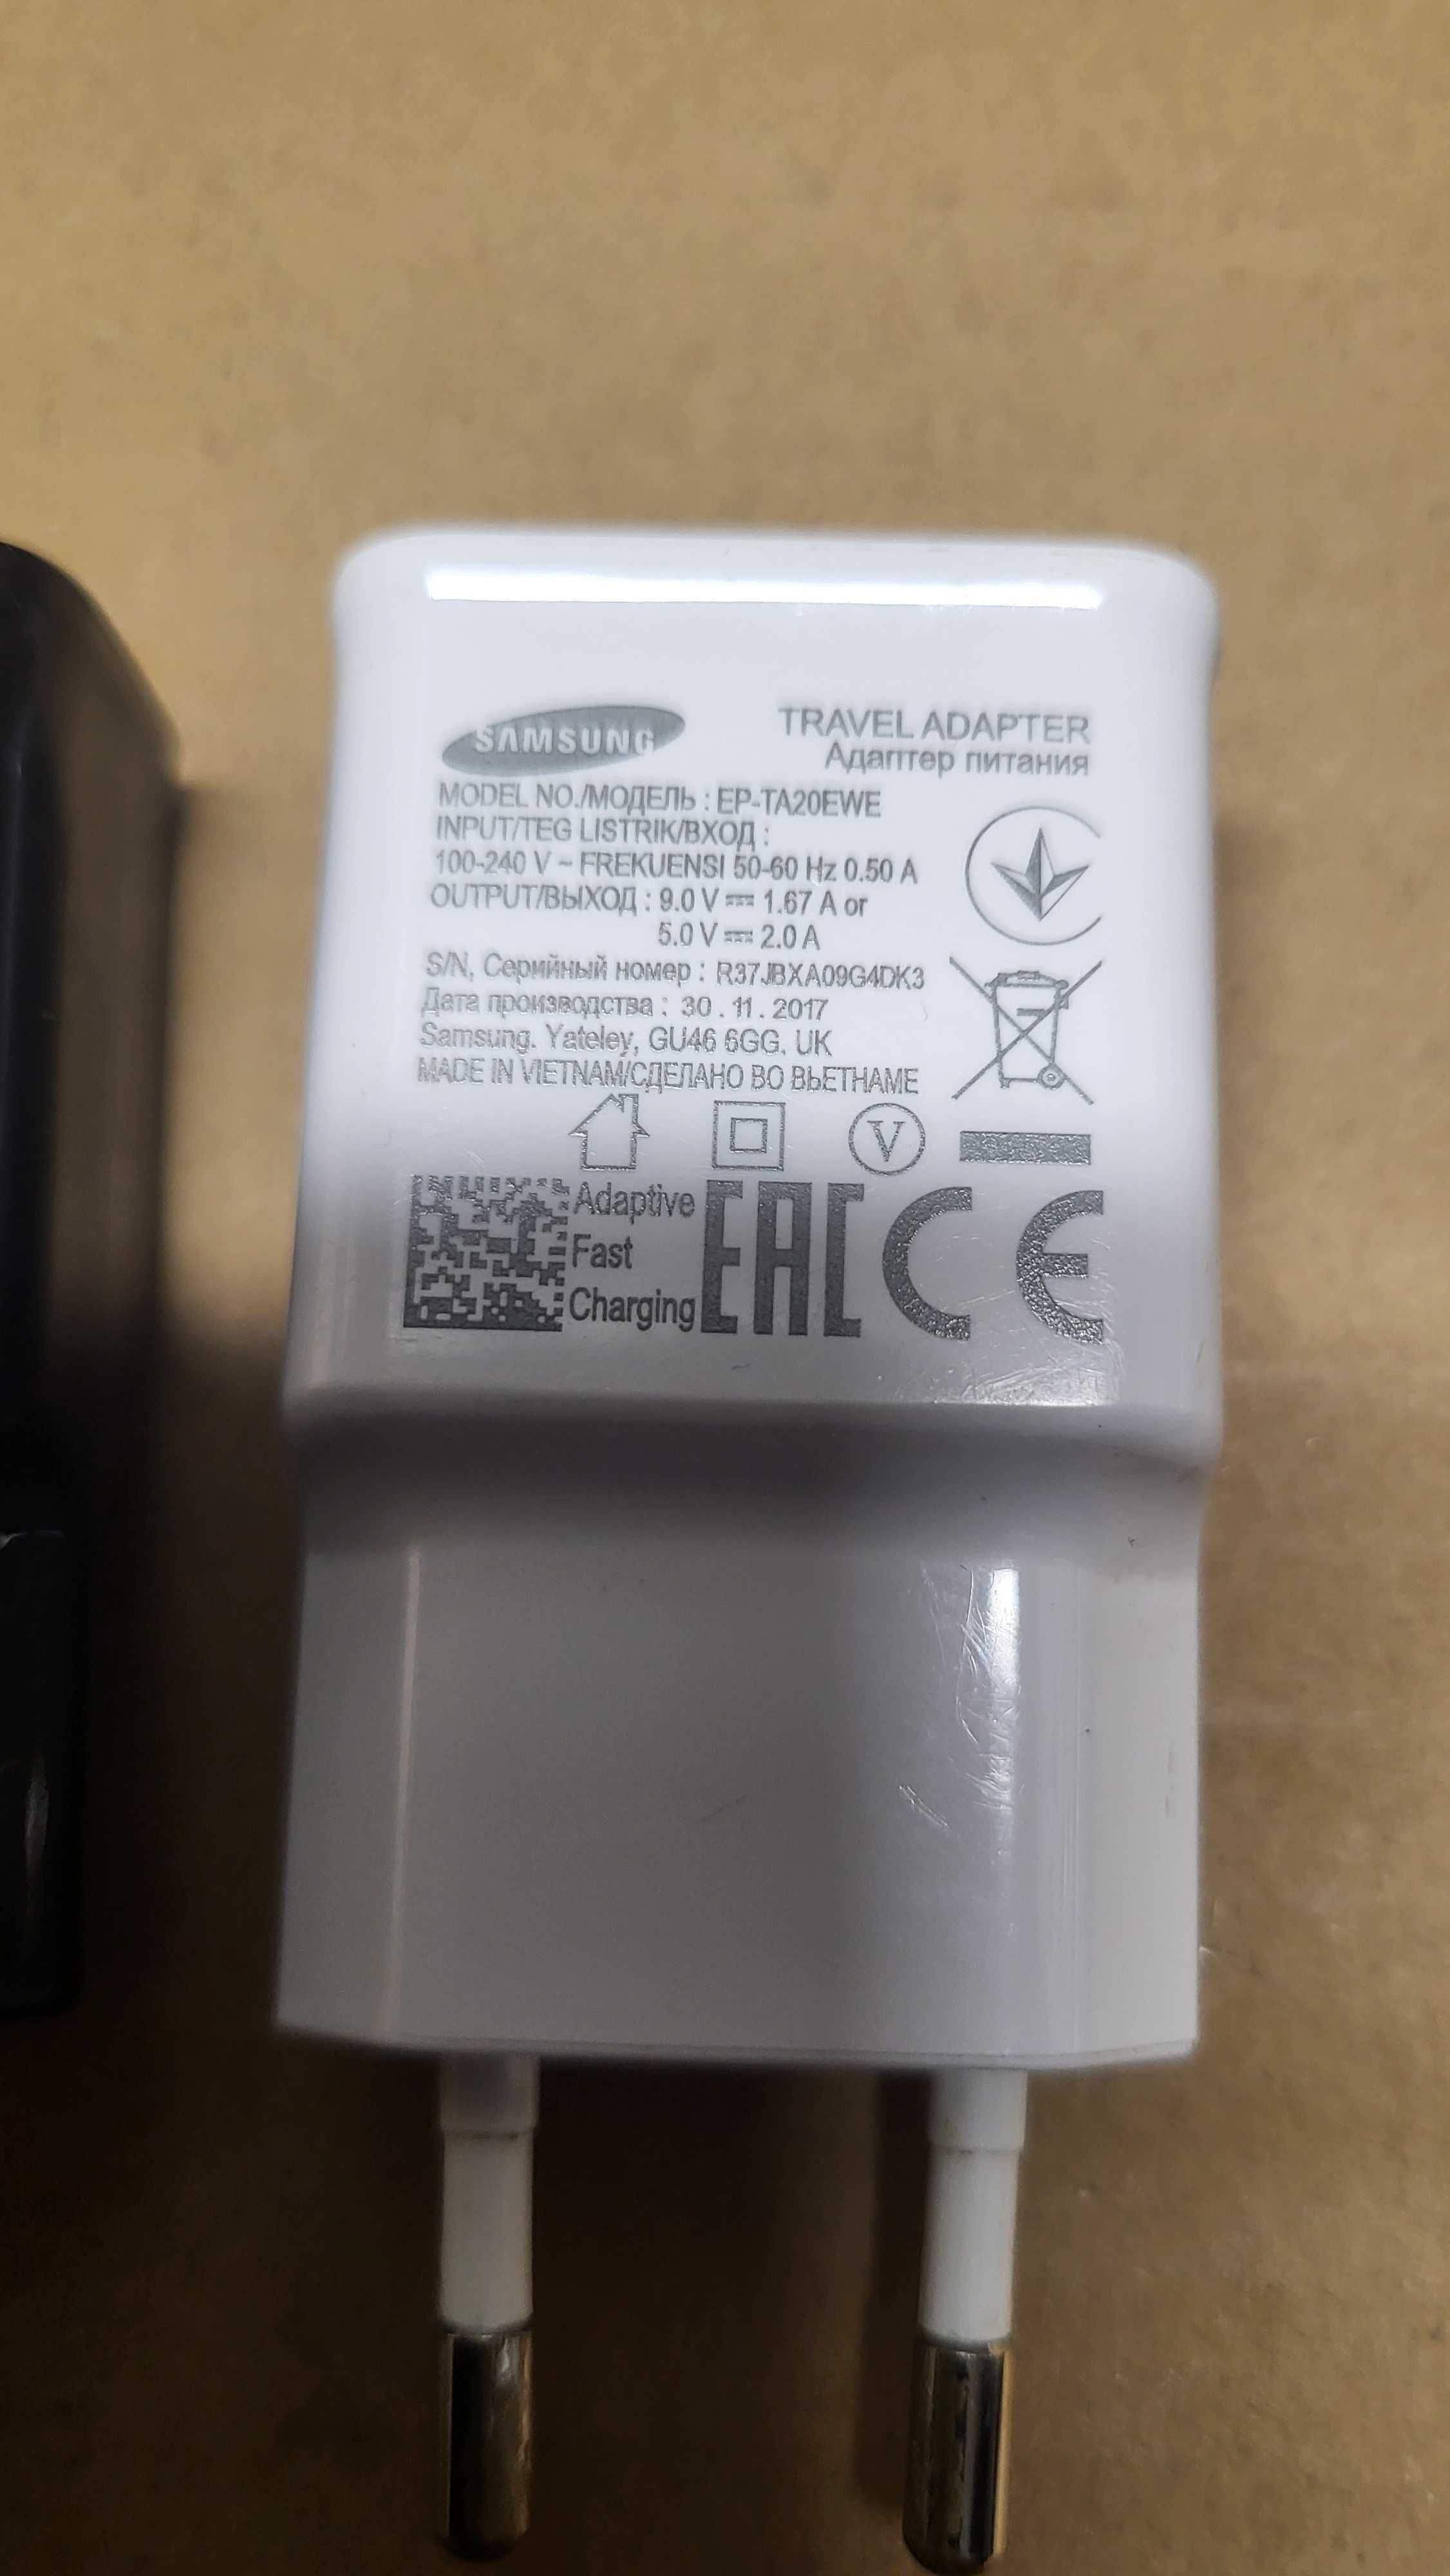 SAMSUNG
TRAVEL ADAPTER
Адаптер питания
MODEL NO./МОДЕЛЬ : EP-TA20EWE
INPUT/TEG LISTRIK/ВХОД :
100-240 V ~ FREKUENSI 50-60 Hz 0.50 A
OUTPUT/ВЫХОД : 9.0 V ⎓ 1.67 A or
5.0 V ⎓ 2.0 A
S/N, Серийный номер : R37JBXA09G4DK3
Дата производства : 30 . 11 . 2017
Samsung. Yateley, GU46 6GG. UK
MADE IN VIETNAM/СДЕЛАНО ВО ВЬЕТНАМЕ
V
Adaptive
Fast
Charging
EAC CE